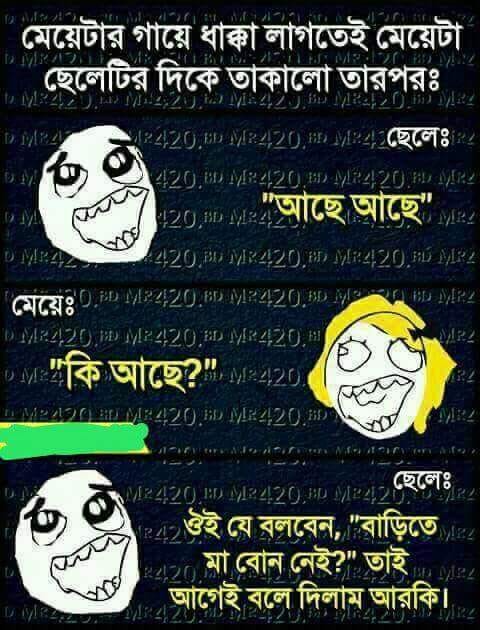 মেয়েটার গায়ে ধাক্কা লাগতেই মেয়েটা
ছেলেটির দিকে তাকালো তারপরঃ
ছেলেঃ
"আছে আছে"
মেয়েঃ
"কি আছে?"
ছেলেঃ
ঔই যে বলবেন, "বাড়িতে
মা বোন নেই?" তাই
আগেই বলে দিলাম আরকি।